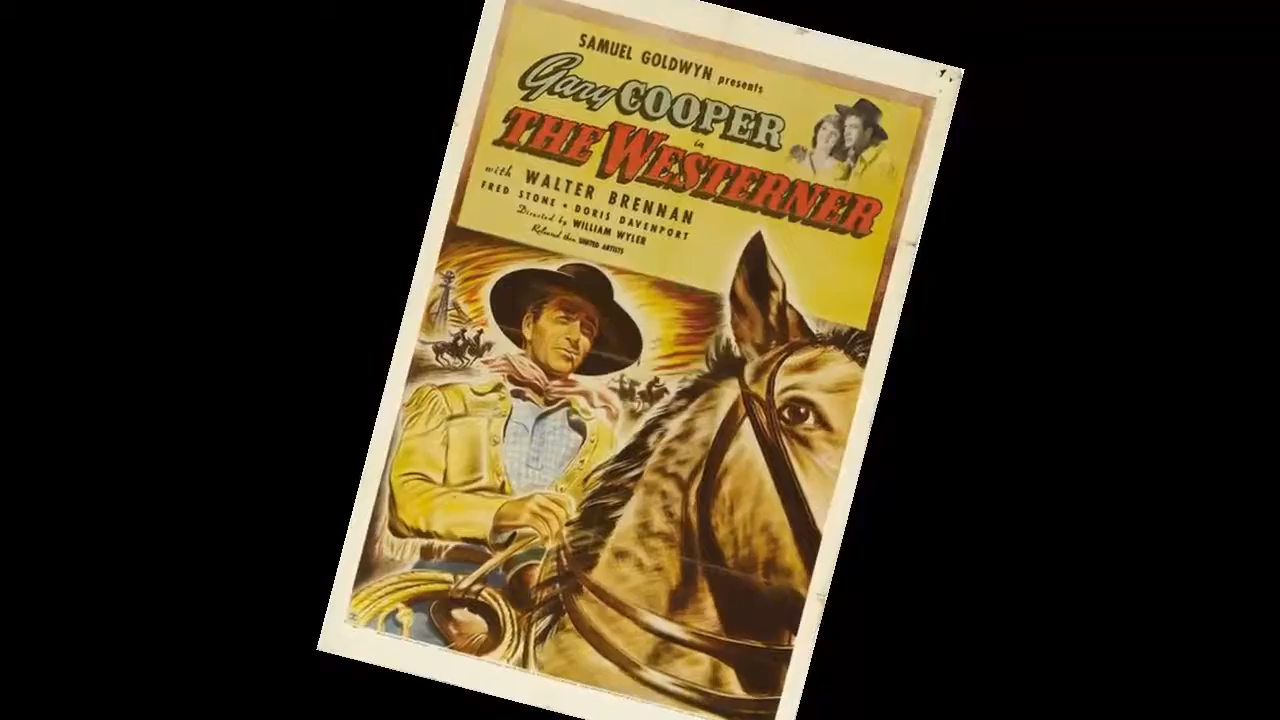 SAMUEL GOLDWYN presents
Gary COOPER
in
THE WESTERNER
with WALTER BRENNAN
FRED STONE • DORIS DAVENPORT
Directed by WILLIAM WYLER
Released thru UNITED ARTISTS